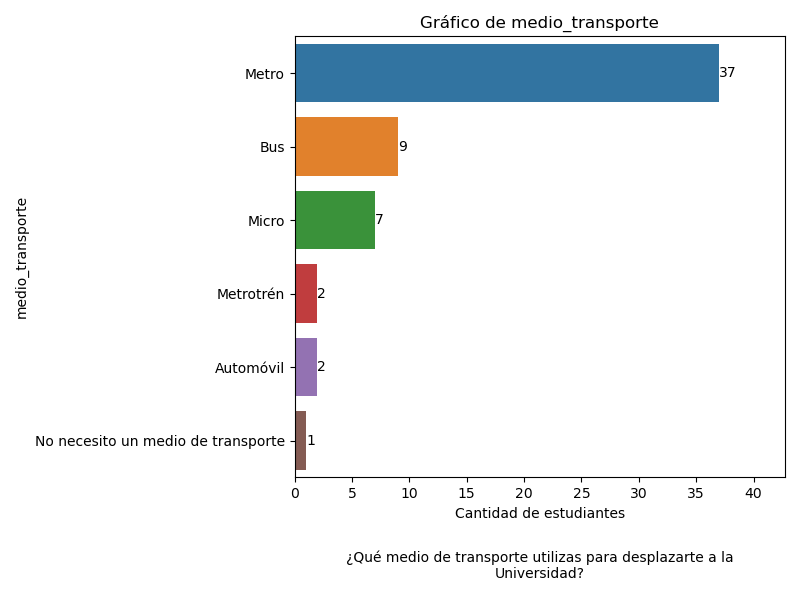 Gráfico de medio_transporte
medio_transporte
Metro
37
Bus
9
Micro
7
Metrotrén
2
Automóvil
2
No necesito un medio de transporte
1
0 5 10 15 20 25 30 35 40
Cantidad de estudiantes
¿Qué medio de transporte utilizas para desplazarte a la
Universidad?